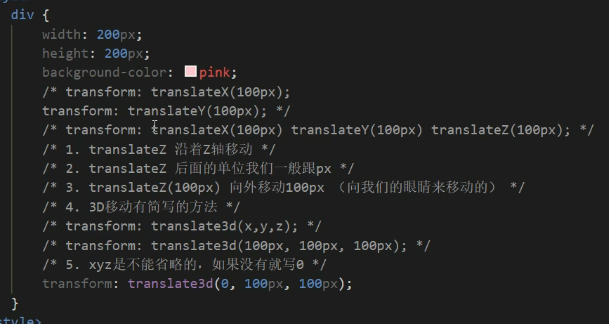 div {
width: 200px;
height: 200px;
background-color: pink;
/* transform: translateX(100px);
transform: translateY(100px); */
/* transform: translateX(100px) translateY(100px) translateZ(100px); */
/* 1. translateZ 沿着Z轴移动 */
/* 2. translateZ 后面的单位我们一般跟px */
/* 3. translateZ(100px) 向外移动100px （向我们的眼睛来移动的） */
/* 4. 3D移动有简写的方法 */
/* transform: translate3d(x,y,z); */
/* transform: translate3d(100px, 100px, 100px); */
/* 5. xyz是不能省略的，如果没有就写0 */
transform: translate3d(0, 100px, 100px);
}
style>